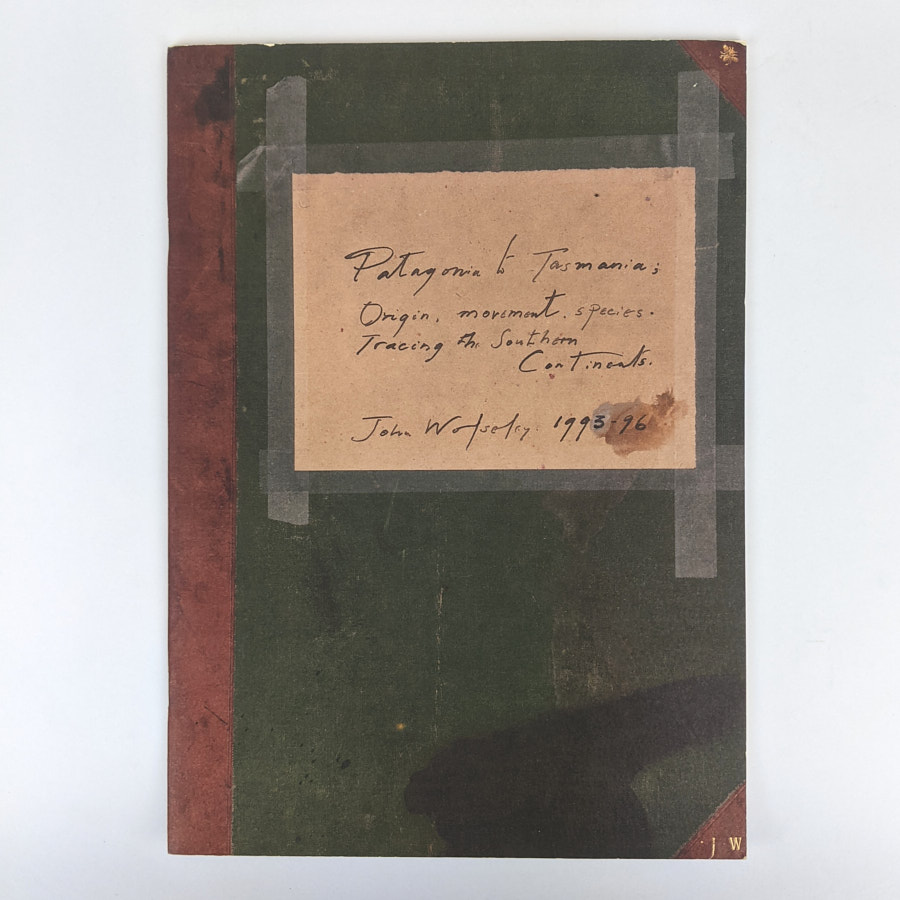 Patagonia to Tasmania;
Origin, movement, species.
Tracing the Southern
Continents.
John Wolseley. 1993-96
J W